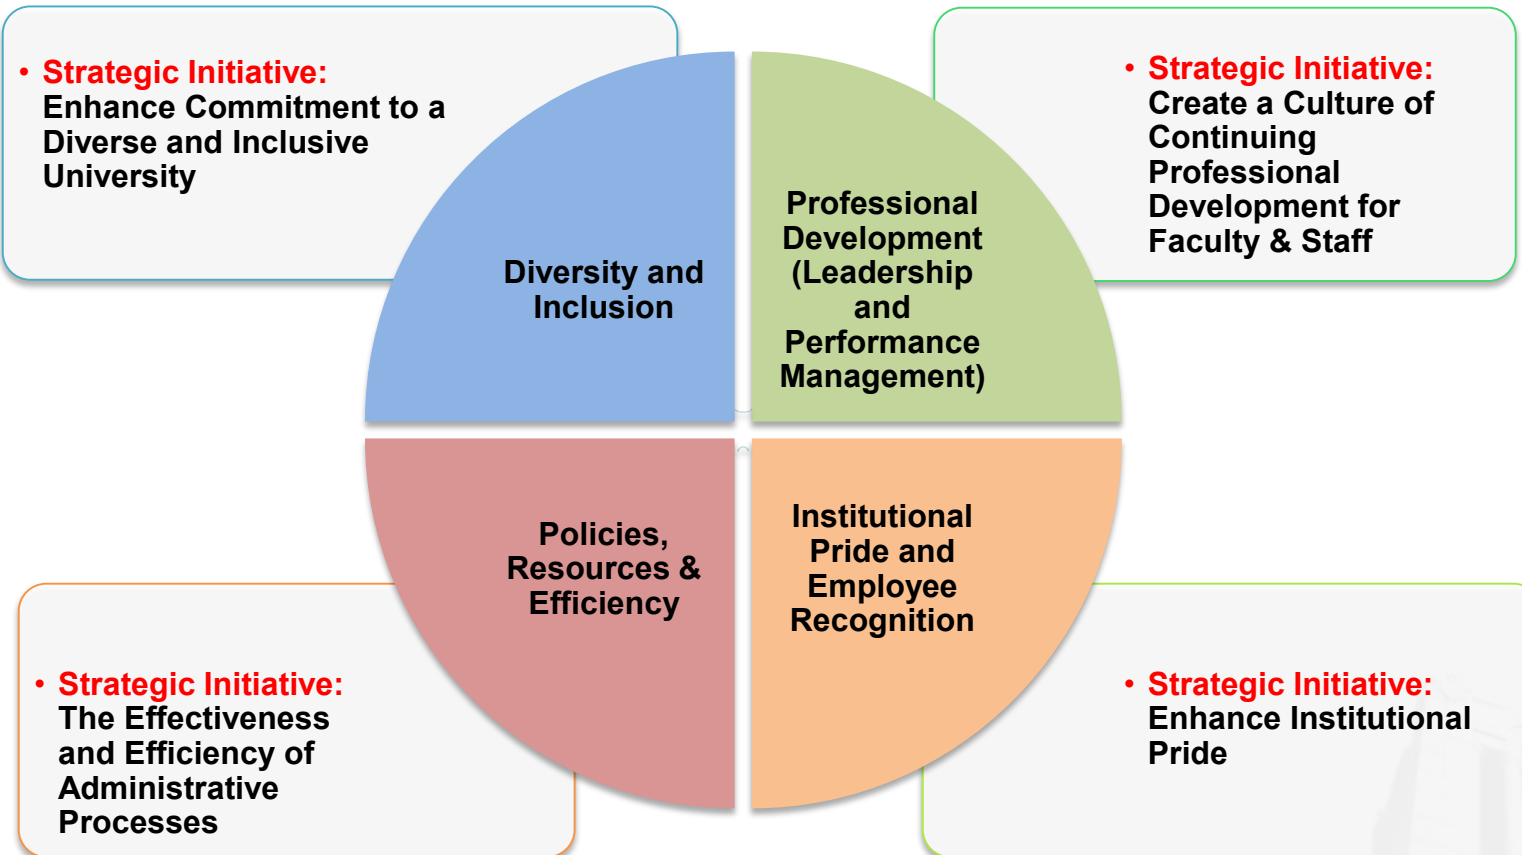 • Strategic Initiative:
Enhance Commitment to a
Diverse and Inclusive
University
• Strategic Initiative:
Create a Culture of
Continuing
Professional
Development for
Faculty & Staff
Diversity and
Inclusion
Professional
Development
(Leadership
and
Performance
Management)
Policies,
Resources &
Efficiency
Institutional
Pride and
Employee
Recognition
• Strategic Initiative:
The Effectiveness
and Efficiency of
Administrative
Processes
• Strategic Initiative:
Enhance Institutional
Pride